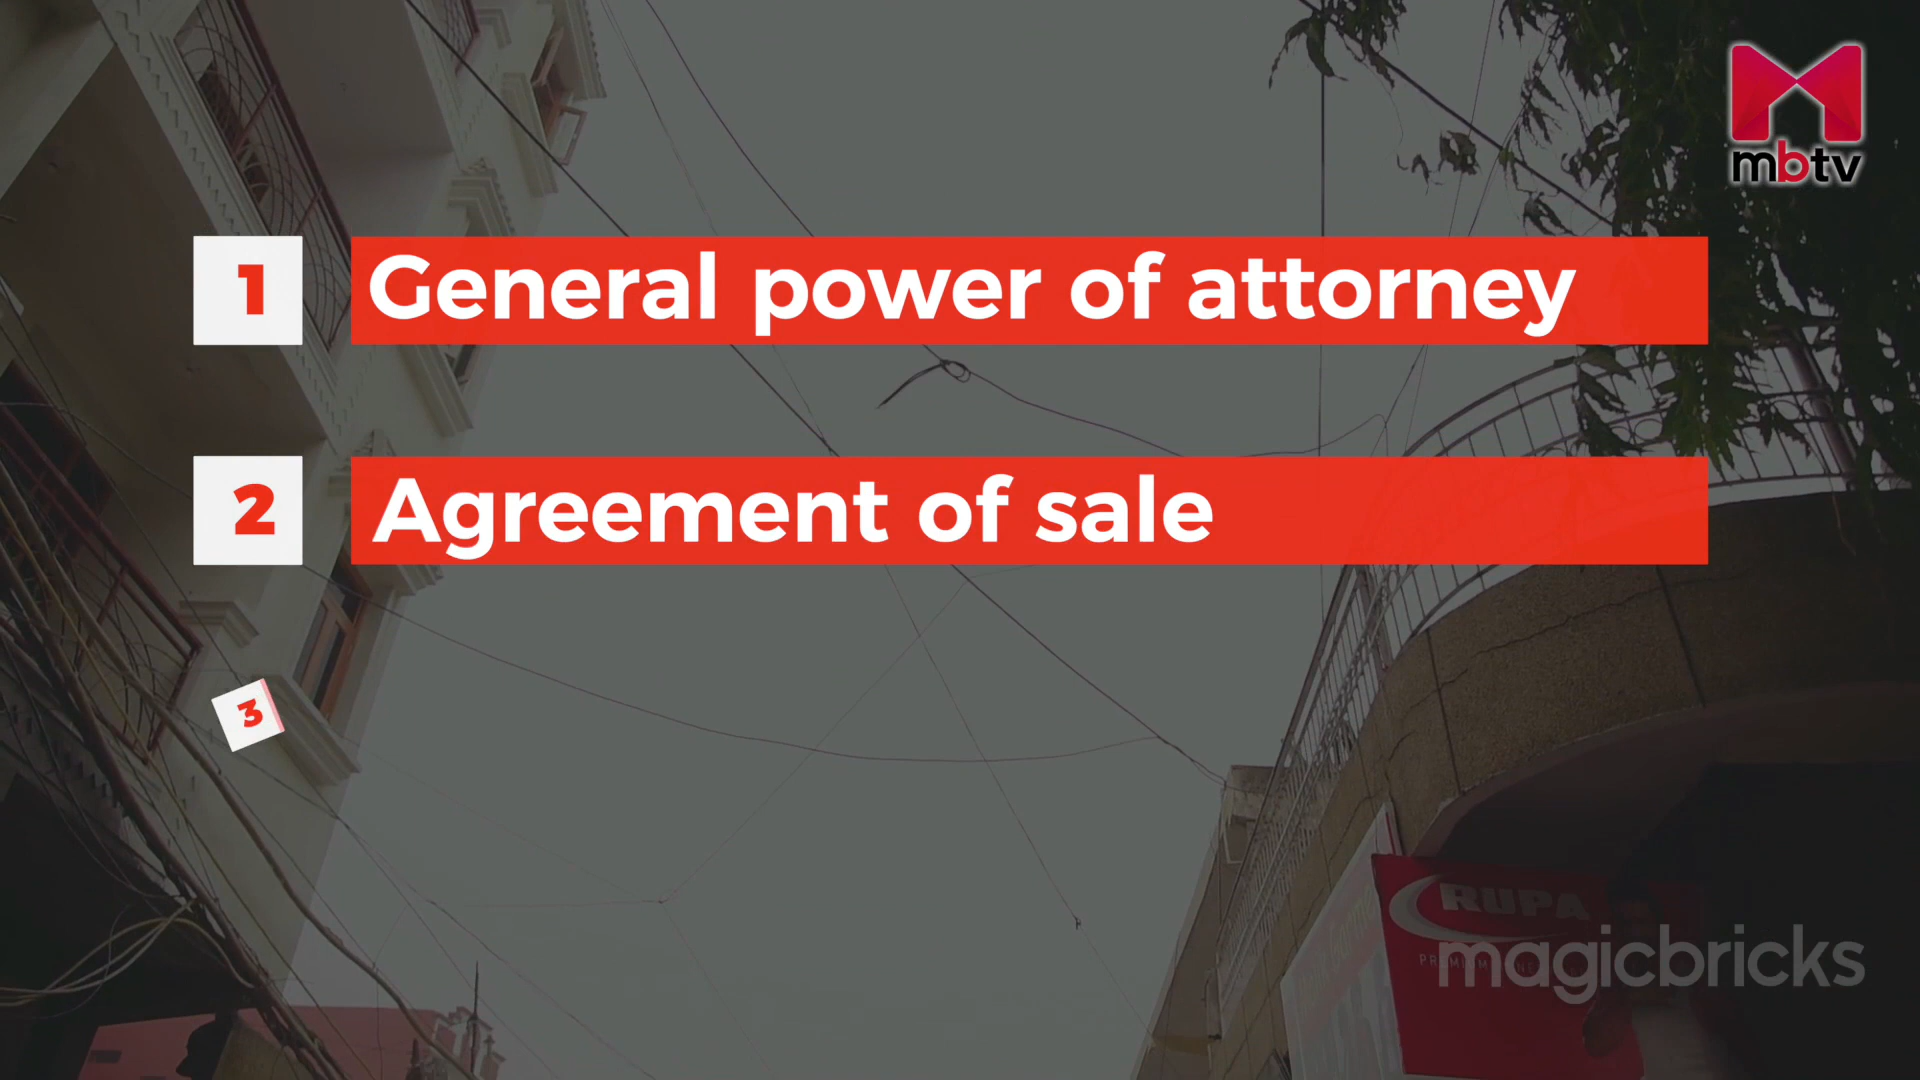 mbtv
1 General power of attorney
2 Agreement of sale
3
RUPA
magicbricks